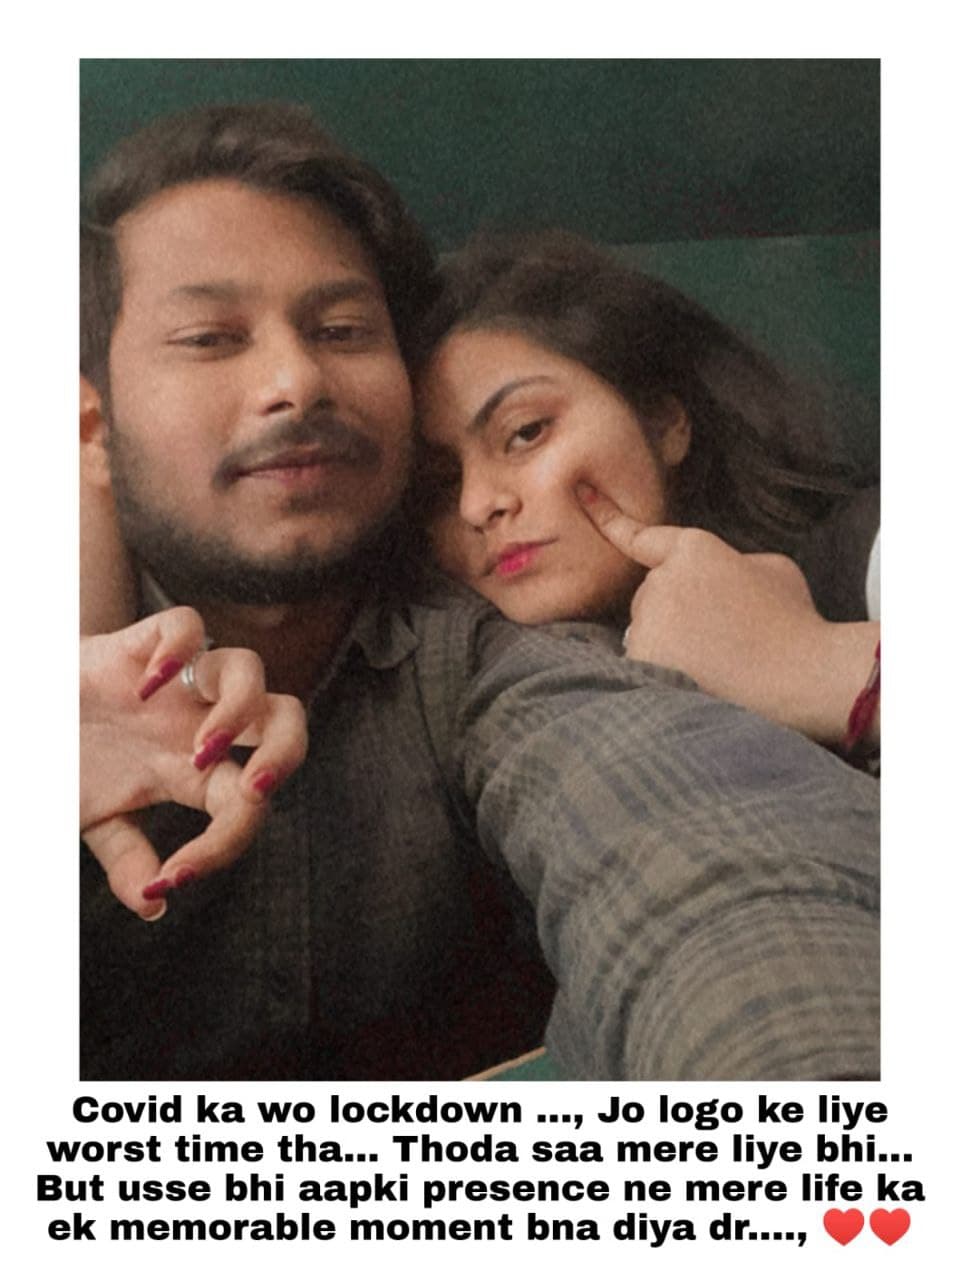 Covid ka wo lockdown ..., Jo logo ke liye
worst time tha... Thoda saa mere liye bhi...
But usse bhi aapki presence ne mere life ka
ek memorable moment bna diya dr...., ♥️♥️